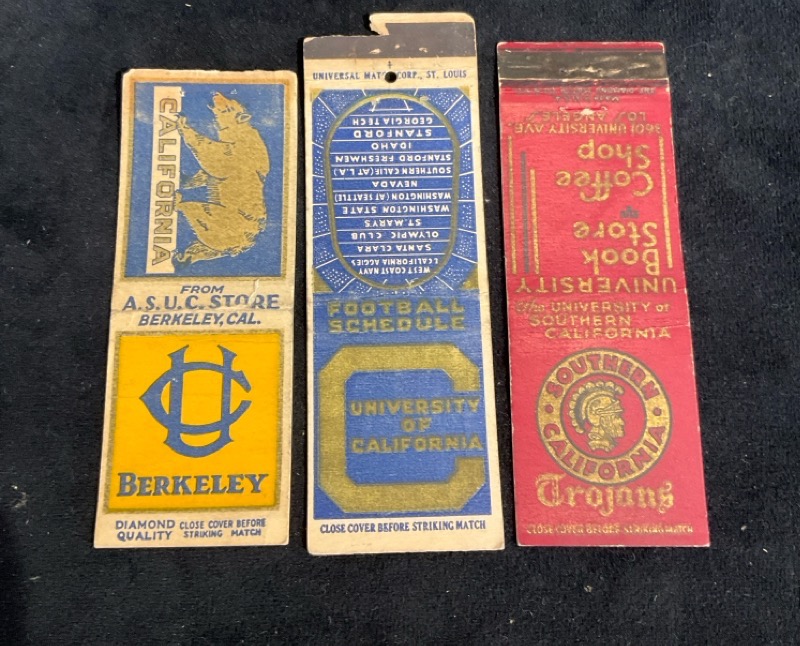 CALIFORNIA
FROM
A.S.U.C. STORE
BERKELEY, CAL.
UC
BERKELEY
DIAMOND QUALITY
CLOSE COVER BEFORE STRIKING MATCH
UNIVERSAL MATCH CORP., ST. LOUIS
WEST COAST NAVY
& CALIFORNIA AGGIES
SANTA CLARA
OLYMPIC CLUB
ST. MARYS
WASHINGTON STATE
WASHINGTON (AT SEATTLE)
NEVADA
SOUTHERN CALIF. (AT L.A.)
STANFORD FRESHMEN
IDAHO
STANFORD
GEORGIA TECH
FOOTBALL
SCHEDULE
C
UNIVERSITY
OF
CALIFORNIA
CLOSE COVER BEFORE STRIKING MATCH
UNIVERSITY
Book
Store
Coffee
Shop
3601 UNIVERSITY AVE.
LOS ANGELES
UNIVERSITY of
SOUTHERN
CALIFORNIA
SOUTHERN
CALIFORNIA
Trojans
CLOSE COVER BEFORE STRIKING MATCH